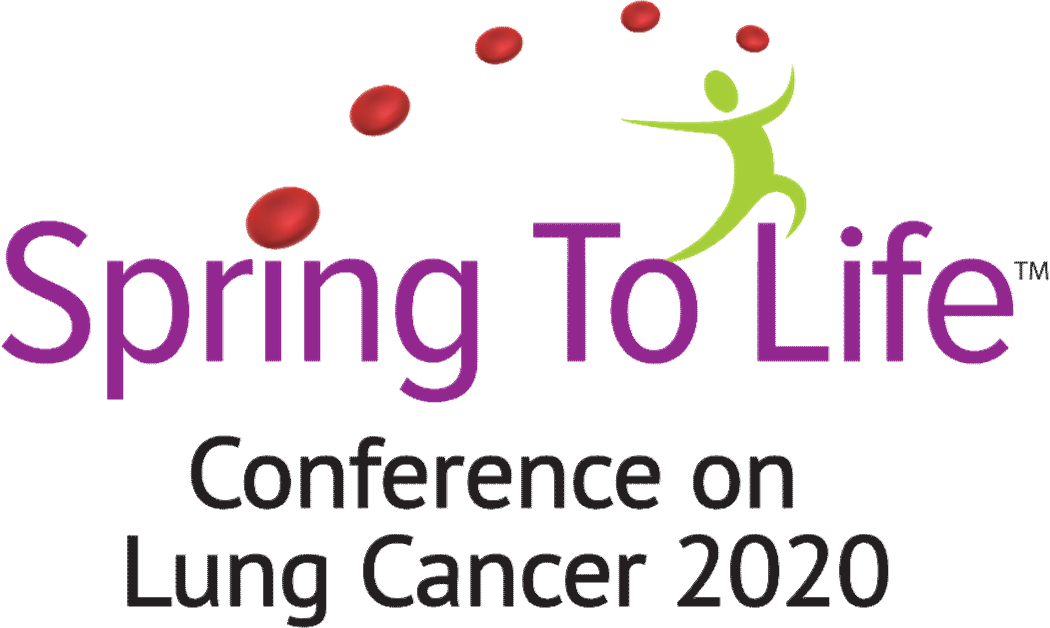 Spring To Life™
Conference on
Lung Cancer 2020